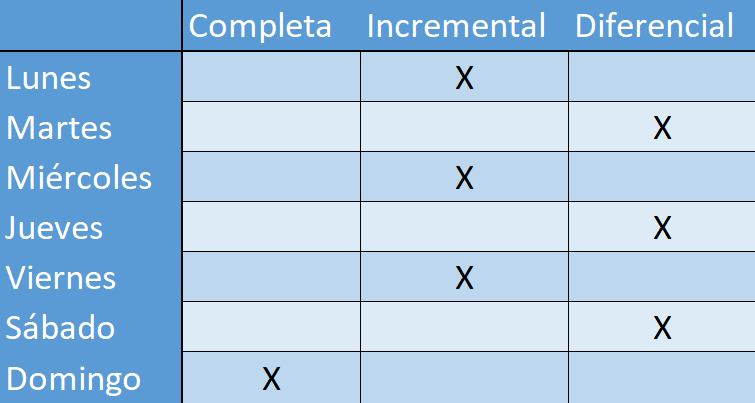 Completa Incremental Diferencial
Lunes X
Martes X
Miércoles X
Jueves X
Viernes X
Sábado X
Domingo X